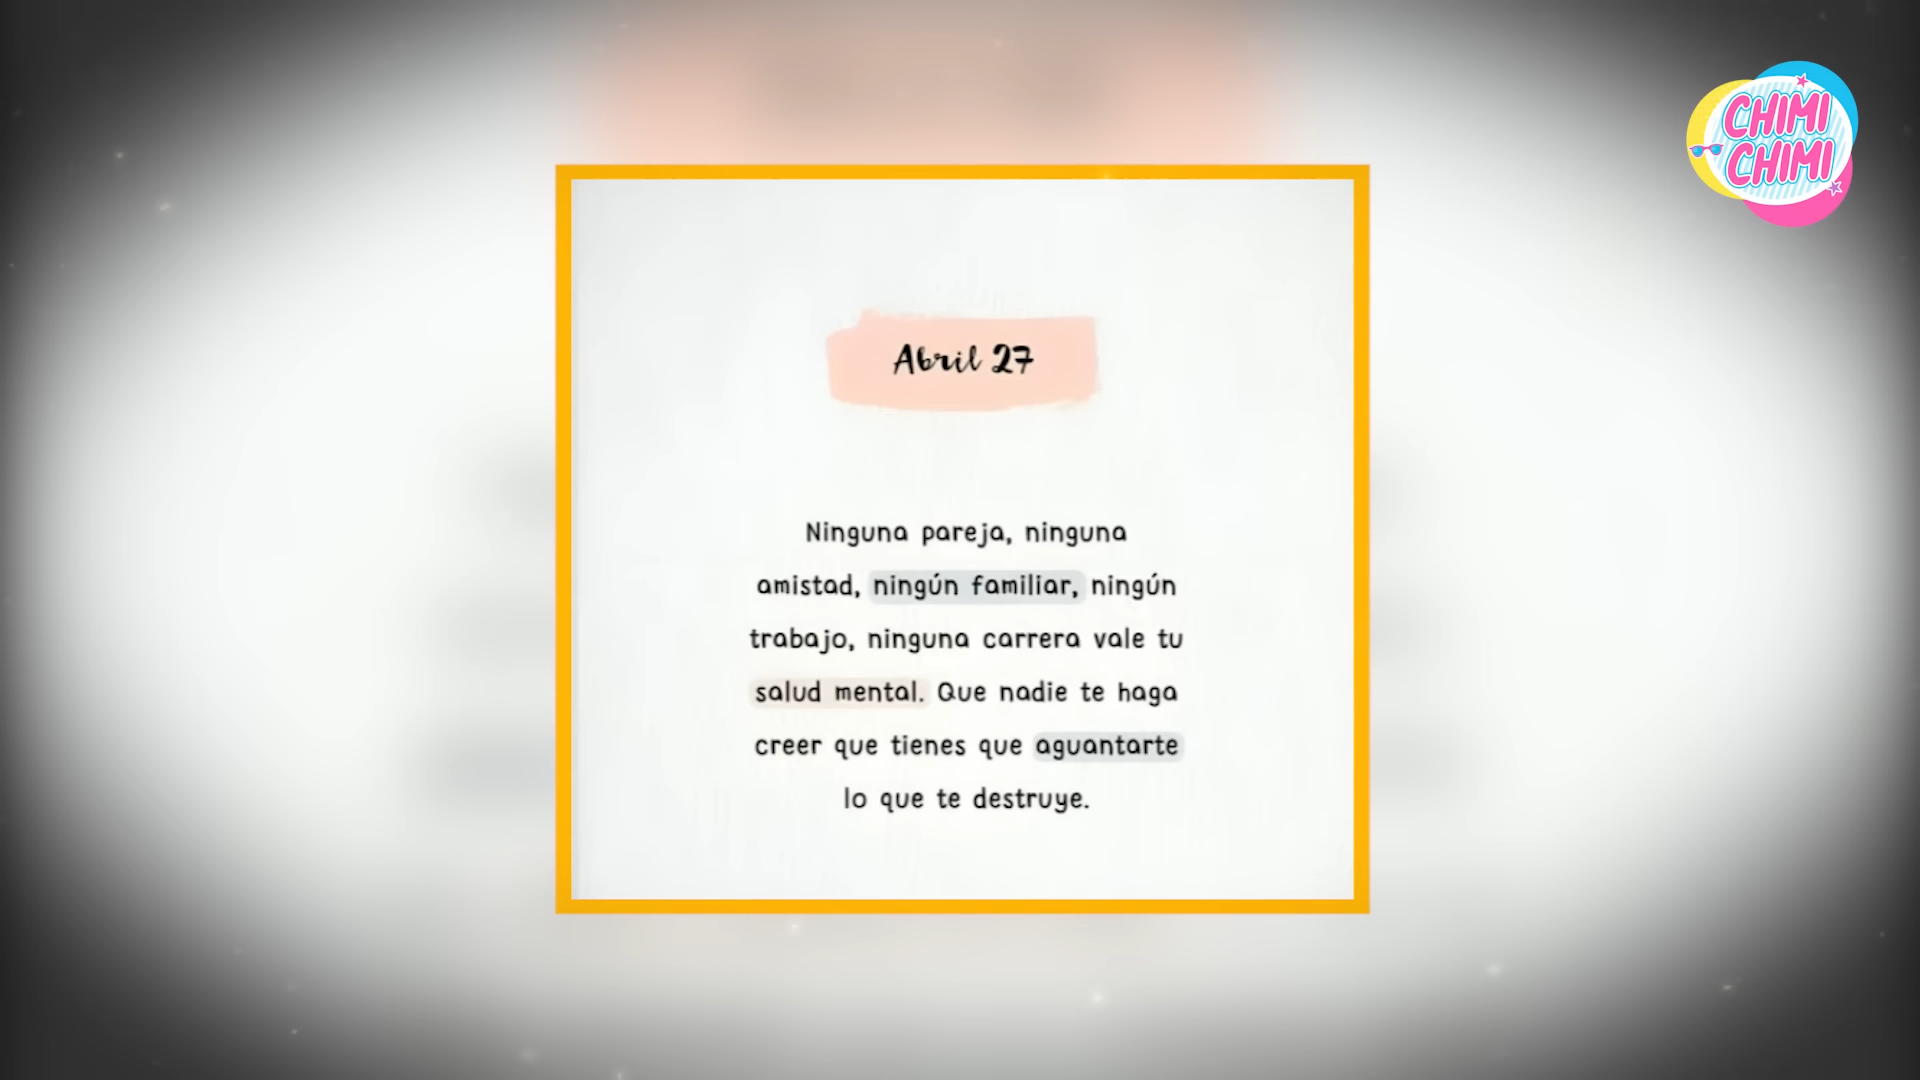 CHIMI
CHIMI
Abril 27
Ninguna pareja, ninguna
amistad, ningún familiar, ningún
trabajo, ninguna carrera vale tu
salud mental. Que nadie te haga
creer que tienes que aguantarte
lo que te destruye.